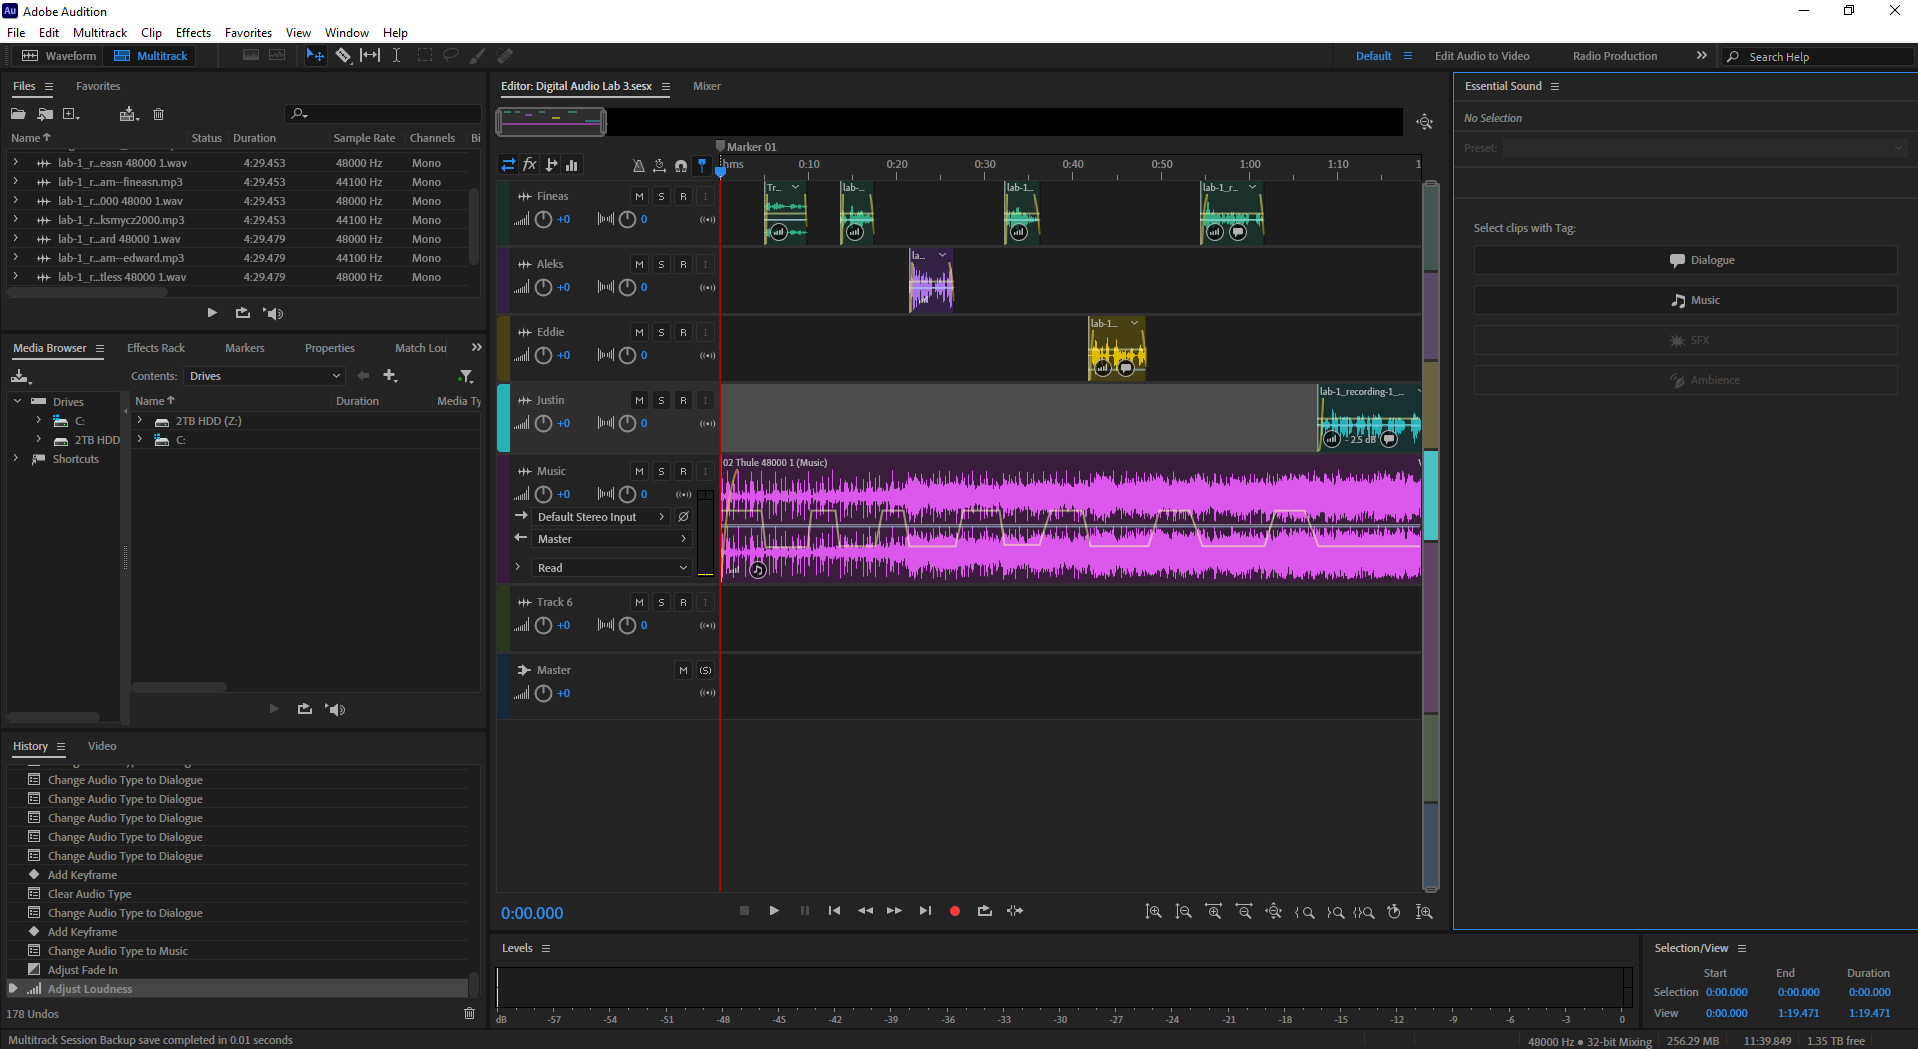 Au Adobe Audition
File Edit Multitrack Clip Effects Favorites View Window Help
Waveform Multitrack Default Edit Audio to Video Radio Production Search Help
Files Favorites
Name Status Duration Sample Rate Channels Bi
lab-1_r...easn 48000 1.wav 4:29.453 48000 Hz Mono
lab-1_r...am--fineasn.mp3 4:29.453 44100 Hz Mono
lab-1_r...000 48000 1.wav 4:29.453 48000 Hz Mono
lab-1_r...ksmycz2000.mp3 4:29.453 44100 Hz Mono
lab-1_r...ard 48000 1.wav 4:29.479 48000 Hz Mono
lab-1_r...am--edward.mp3 4:29.479 44100 Hz Mono
lab-1_r...tless 48000 1.wav 4:29.479 48000 Hz Mono
Media Browser Effects Rack Markers Properties Match Lou
Contents: Drives
Drives
C:
2TB HDD
Shortcuts
Name Duration Media Ty
2TB HDD (Z:)
C:
History Video
Change Audio Type to Dialogue
Change Audio Type to Dialogue
Change Audio Type to Dialogue
Change Audio Type to Dialogue
Change Audio Type to Dialogue
Add Keyframe
Clear Audio Type
Change Audio Type to Dialogue
Add Keyframe
Change Audio Type to Music
Adjust Fade In
Adjust Loudness
178 Undos
Multitrack Session Backup save completed in 0.01 seconds
Editor: Digital Audio Lab 3.sesx Mixer
Marker 01
fx hms 0:10 0:20 0:30 0:40 0:50 1:00 1:10 1
Fineas M S R I
+0 0
Tr... lab-... lab-1... lab-1_r...
Aleks M S R I
+0 0
la...
Eddie M S R I
+0 0
lab-1...
Justin M S R I
+0 0
lab-1_recording-1_...
- 2.5 dB
Music M S R I
+0 0
Default Stereo Input
Master
Read
02 Thule 48000 1 (Music)
Track 6 M S R I
+0 0
Master M (S)
+0
0:00.000
Levels
dB -57 -54 -51 -48 -45 -42 -39 -36 -33 -30 -27 -24 -21 -18 -15 -12 -9 -6 -3 0
Essential Sound
No Selection
Preset:
Select clips with Tag:
Dialogue
Music
SFX
Ambience
Selection/View
Start End Duration
Selection 0:00.000 0:00.000 0:00.000
View 0:00.000 1:19.471 1:19.471
48000 Hz ● 32-bit Mixing 256.29 MB 11:39.849 1.35 TB free